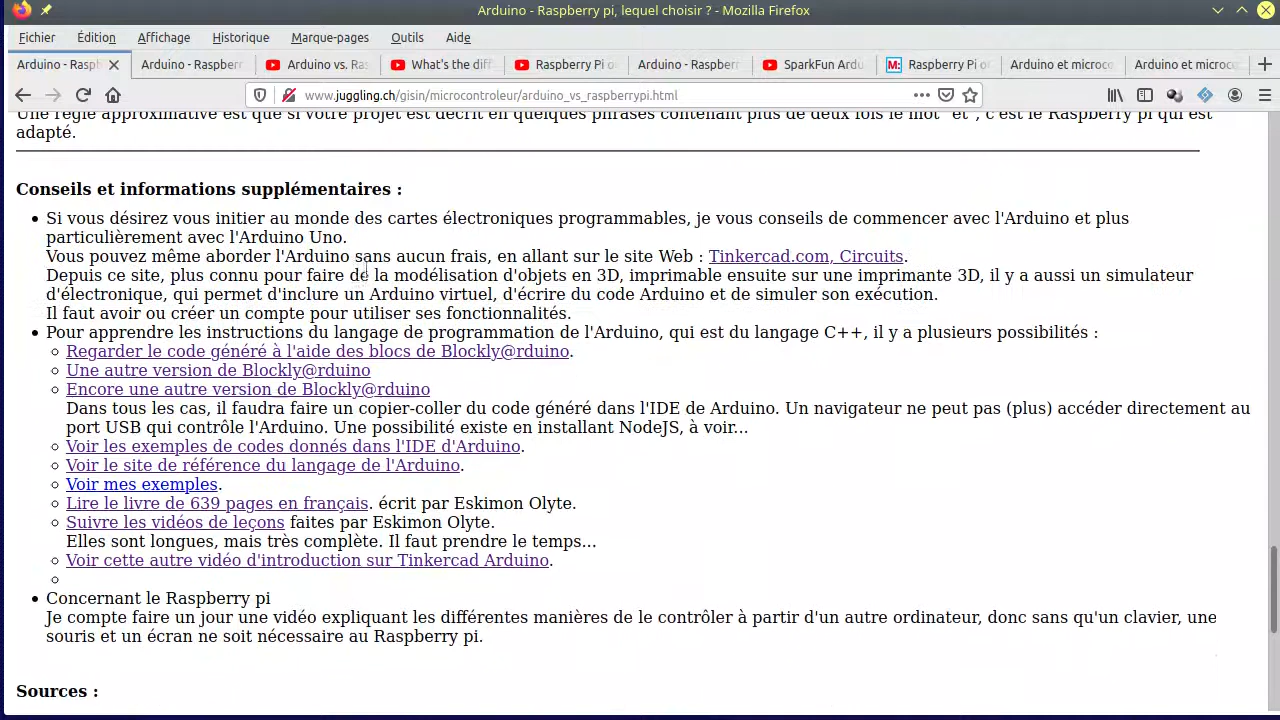 Arduino - Raspberry pi, lequel choisir ? - Mozilla Firefox
Fichier Édition Affichage Historique Marque-pages Outils Aide
Arduino - Raspb Arduino - Raspberr Arduino vs. Ras What's the diff Raspberry Pi o Arduino - Raspberr SparkFun Ardu M: Raspberry Pi o Arduino et microc Arduino et microc
www.juggling.ch/gisin/microcontroleur/arduino_vs_raspberrypi.html
Une règle approximative est que si votre projet est décrit en quelques phrases contenant plus de deux fois le mot "et", c'est le Raspberry pi qui est
adapté.
Conseils et informations supplémentaires :
Si vous désirez vous initier au monde des cartes électroniques programmables, je vous conseils de commencer avec l'Arduino et plus
particulièrement avec l'Arduino Uno.
Vous pouvez même aborder l'Arduino sans aucun frais, en allant sur le site Web : Tinkercad.com, Circuits.
Depuis ce site, plus connu pour faire de la modélisation d'objets en 3D, imprimable ensuite sur une imprimante 3D, il y a aussi un simulateur
d'électronique, qui permet d'inclure un Arduino virtuel, d'écrire du code Arduino et de simuler son exécution.
Il faut avoir ou créer un compte pour utiliser ses fonctionnalités.
Pour apprendre les instructions du langage de programmation de l'Arduino, qui est du langage C++, il y a plusieurs possibilités :
Regarder le code généré à l'aide des blocs de Blockly@rduino.
Une autre version de Blockly@rduino
Encore une autre version de Blockly@rduino
Dans tous les cas, il faudra faire un copier-coller du code généré dans l'IDE de Arduino. Un navigateur ne peut pas (plus) accéder directement au
port USB qui contrôle l'Arduino. Une possibilité existe en installant NodeJS, à voir...
Voir les exemples de codes donnés dans l'IDE d'Arduino.
Voir le site de référence du langage de l'Arduino.
Voir mes exemples.
Lire le livre de 639 pages en français. écrit par Eskimon Olyte.
Suivre les vidéos de leçons faites par Eskimon Olyte.
Elles sont longues, mais très complète. Il faut prendre le temps...
Voir cette autre vidéo d'introduction sur Tinkercad Arduino.
Concernant le Raspberry pi
Je compte faire un jour une vidéo expliquant les différentes manières de le contrôler à partir d'un autre ordinateur, donc sans qu'un clavier, une
souris et un écran ne soit nécessaire au Raspberry pi.
Sources :